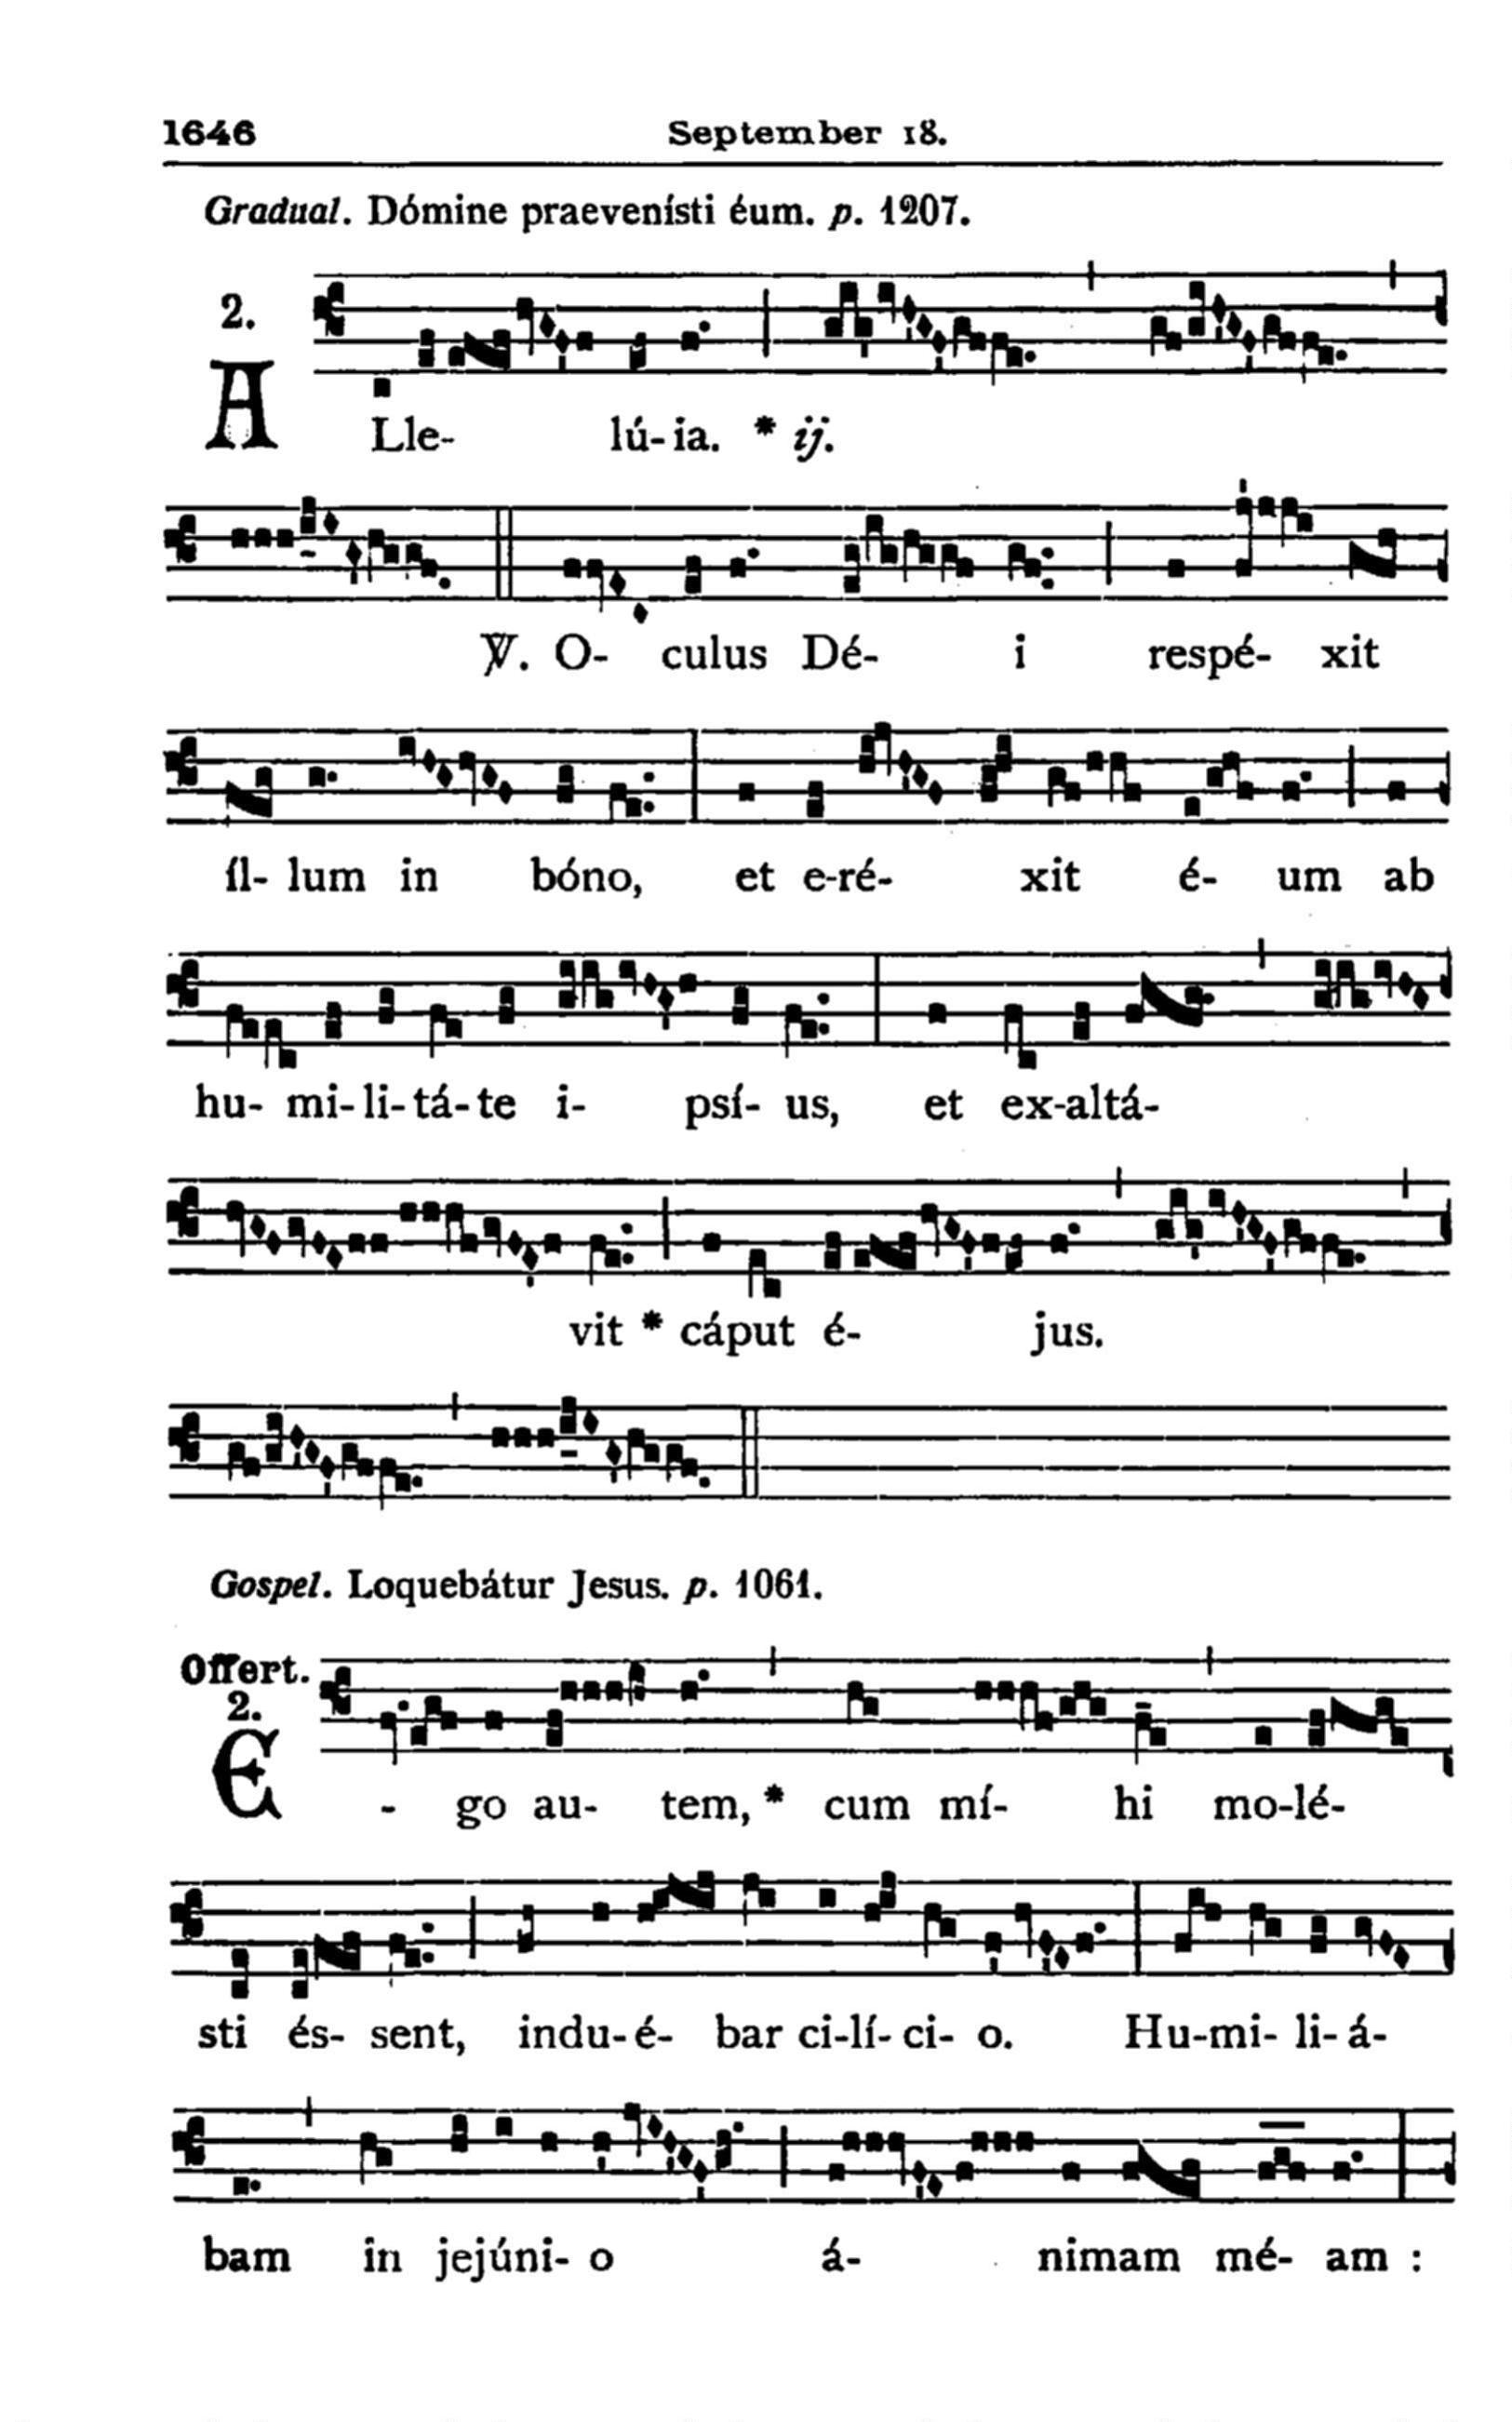 1646 September 18.
Gradual. Dómine praevenísti éum. p. 1207.
2.
A Lle- lú-ia. * ij.
℣. O- culus Dé- i respé- xit
íl- lum in bóno, et e-ré- xit é- um ab
hu- mi-li-tá-te i- psí- us, et ex-altá-
vit * cáput é- jus.
Gospel. Loquebátur Jesus. p. 1061.
Offert.
2.
E - go au- tem, * cum mí- hi mo-lé-
sti és- sent, indu-é- bar ci-lí-ci- o. Hu-mi- li-á-
bam in jejúni- o á- nimam mé- am :